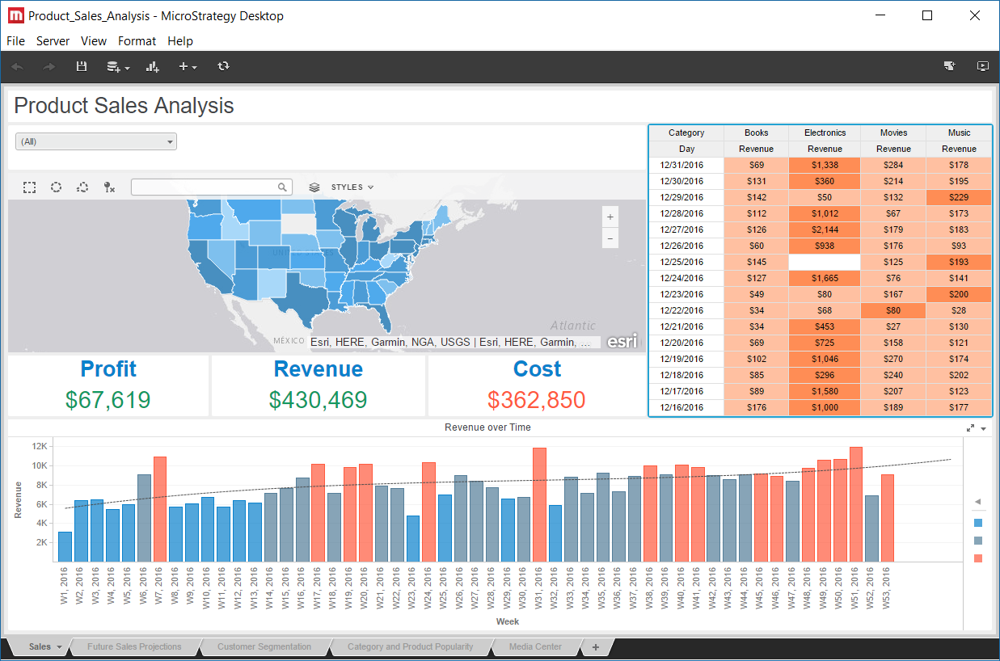 Product_Sales_Analysis - MicroStrategy Desktop
File Server View Format Help
Product Sales Analysis
(All)
STYLES
+
−
UNITED STATES
MÉXICO
Atlantic
Esri, HERE, Garmin, NGA, USGS | Esri, HERE, Garmin, ...
esri
Category Books Electronics Movies Music
Day Revenue Revenue Revenue Revenue
12/31/2016 $69 $1,338 $284 $178
12/30/2016 $131 $360 $214 $195
12/29/2016 $142 $50 $132 $229
12/28/2016 $112 $1,012 $67 $173
12/27/2016 $126 $2,144 $179 $183
12/26/2016 $60 $938 $176 $93
12/25/2016 $145 $125 $193
12/24/2016 $127 $1,665 $76 $141
12/23/2016 $49 $80 $167 $200
12/22/2016 $34 $68 $80 $28
12/21/2016 $34 $453 $27 $130
12/20/2016 $69 $725 $158 $121
12/19/2016 $102 $1,046 $270 $174
12/18/2016 $85 $296 $240 $202
12/17/2016 $89 $1,580 $207 $123
12/16/2016 $176 $1,000 $189 $177
Profit Revenue Cost
$67,619 $430,469 $362,850
Revenue over Time
Revenue
12K
10K
8K
6K
4K
2K
W1, 2016 W2, 2016 W3, 2016 W4, 2016 W5, 2016 W6, 2016 W7, 2016 W8, 2016 W9, 2016 W10, 2016 W11, 2016 W12, 2016 W13, 2016 W14, 2016 W15, 2016 W16, 2016 W17, 2016 W18, 2016 W19, 2016 W20, 2016 W21, 2016 W22, 2016 W23, 2016 W24, 2016 W25, 2016 W26, 2016 W27, 2016 W28, 2016 W29, 2016 W30, 2016 W31, 2016 W32, 2016 W33, 2016 W34, 2016 W35, 2016 W36, 2016 W37, 2016 W38, 2016 W39, 2016 W40, 2016 W41, 2016 W42, 2016 W43, 2016 W44, 2016 W45, 2016 W46, 2016 W47, 2016 W48, 2016 W49, 2016 W50, 2016 W51, 2016 W52, 2016 W53, 2016
Week
Sales Future Sales Projections Customer Segmentation Category and Product Popularity Media Center +